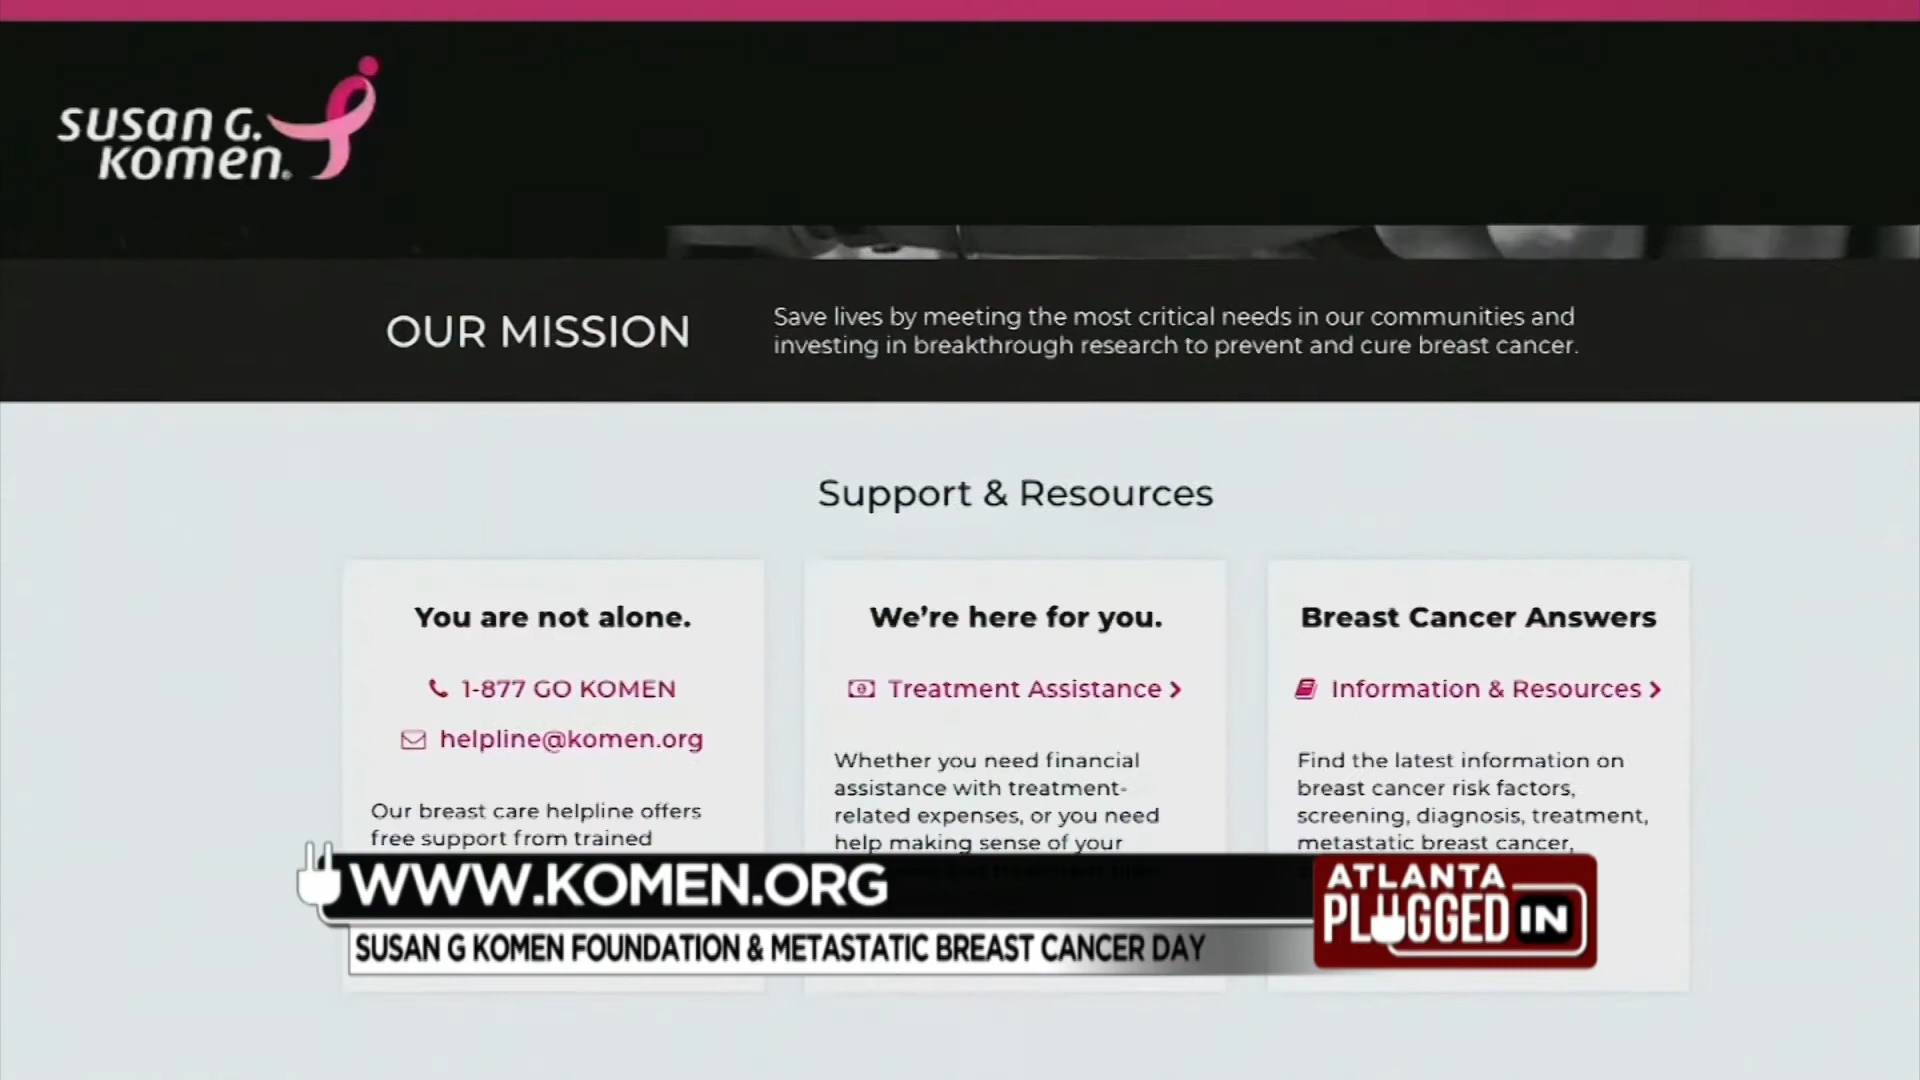 susan G.
komen®
OUR MISSION
Save lives by meeting the most critical needs in our communities and
investing in breakthrough research to prevent and cure breast cancer.
Support & Resources
You are not alone.
1-877 GO KOMEN
helpline@komen.org
Our breast care helpline offers
free support from trained
We're here for you.
Treatment Assistance
Whether you need financial
assistance with treatment-
related expenses, or you need
help making sense of your
Breast Cancer Answers
Information & Resources
Find the latest information on
breast cancer risk factors,
screening, diagnosis, treatment,
metastatic breast cancer,
WWW.KOMEN.ORG
SUSAN G KOMEN FOUNDATION & METASTATIC BREAST CANCER DAY
ATLANTA
PLUGGED IN